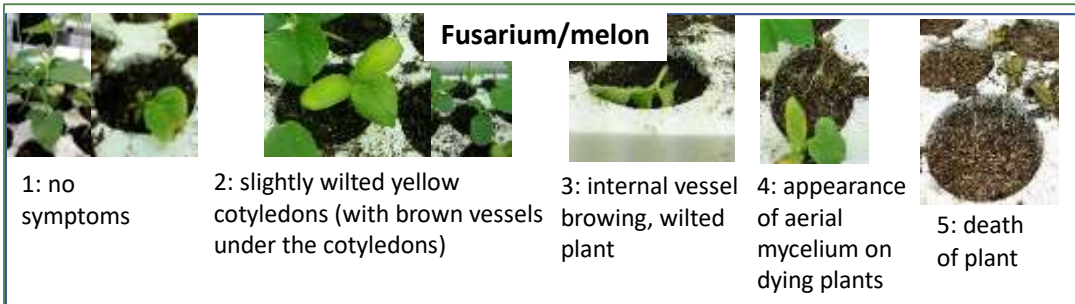 Fusarium/melon
1: no
symptoms
2: slightly wilted yellow
cotyledons (with brown vessels
under the cotyledons)
3: internal vessel
browing, wilted
plant
4: appearance
of aerial
mycelium on
dying plants
5: death
of plant